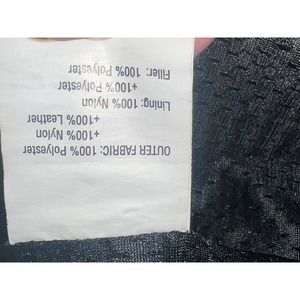 OUTER FABRIC: 100% Polyester
+100% Nylon
+100% Leather
Lining: 100% Nylon
+100% Polyester
Filler: 100% Polyester